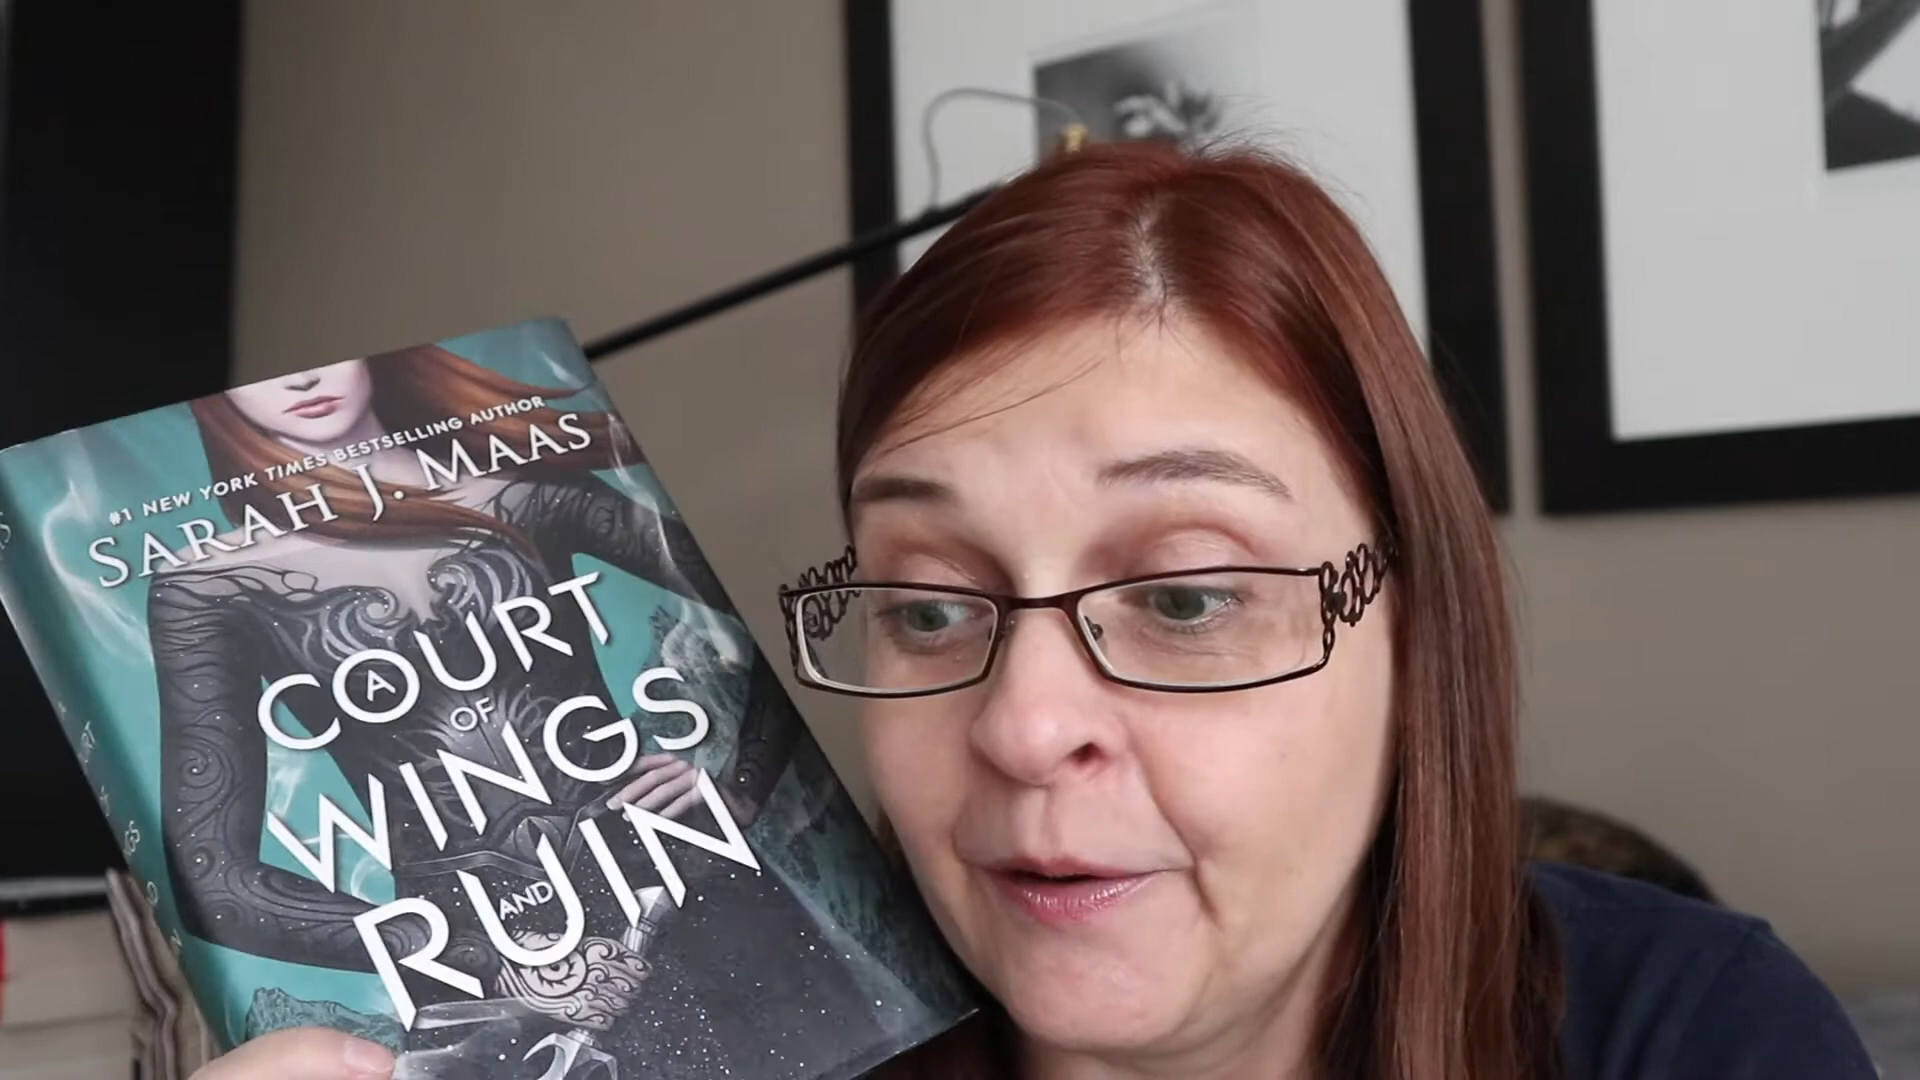 #1 NEW YORK TIMES BESTSELLING AUTHOR
SARAH J. MAAS
A
COURT
OF
WINGS
AND
RUIN